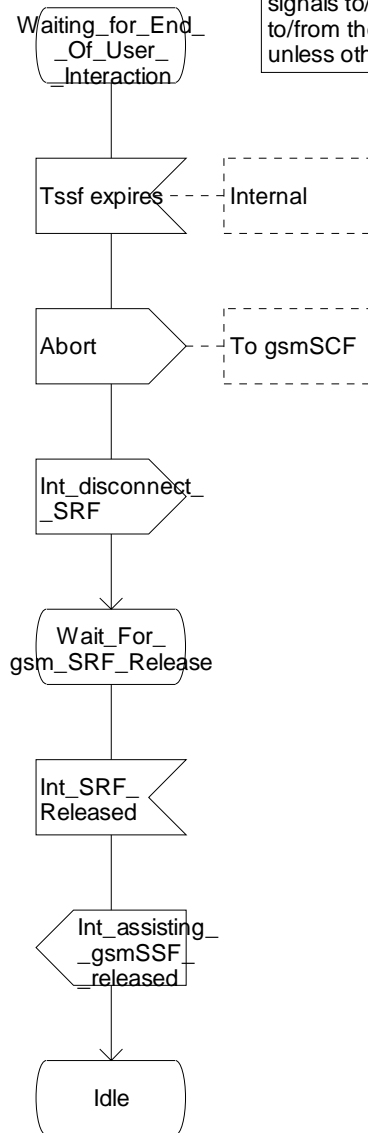 signals to/
to/from the
unless oth
Waiting_for_End_
_Of_User_
_Interaction
Tssf expires
Internal
Abort
To gsmSCF
Int_disconnect_
_SRF
Wait_For_
gsm_SRF_Release
Int_SRF_
Released
Int_assisting_
_gsmSSF_
_released
Idle